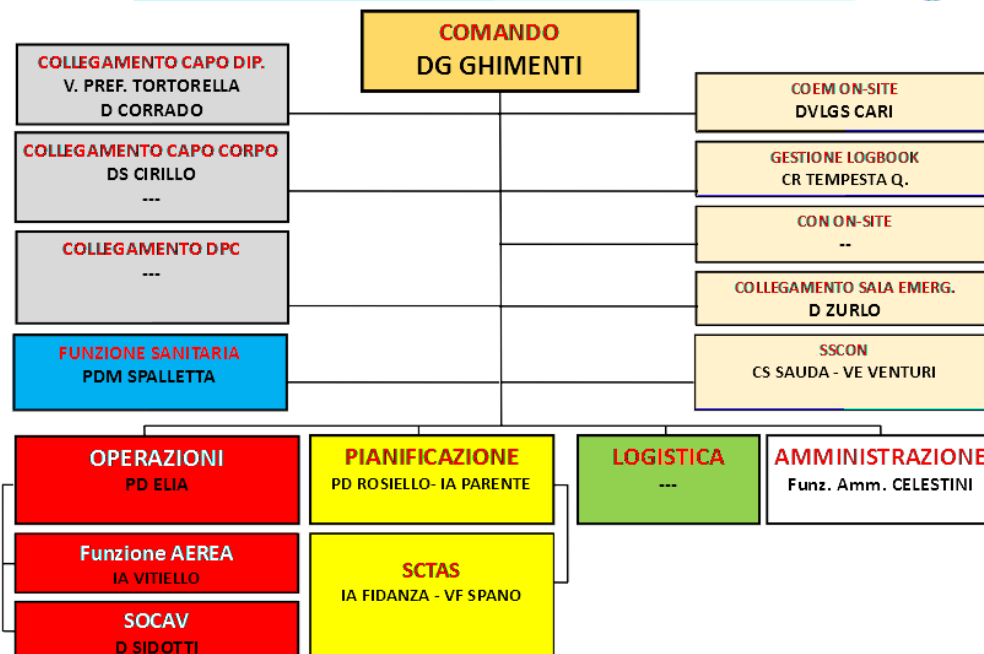 COMANDO
DG GHIMENTI
COLLEGAMENTO CAPO DIP.
V. PREF. TORTORELLA
D CORRADO
COLLEGAMENTO CAPO CORPO
DS CIRILLO
---
COLLEGAMENTO DPC
---
FUNZIONE SANITARIA
PDM SPALLETTA
COEM ON-SITE
DVLGS CARI
GESTIONE LOGBOOK
CR TEMPESTA Q.
CON ON-SITE
--
COLLEGAMENTO SALA EMERG.
D ZURLO
SSCON
CS SAUDA - VE VENTURI
OPERAZIONI
PD ELIA
Funzione AEREA
IA VITIELLO
SOCAV
D SIDOTTI
PIANIFICAZIONE
PD ROSIELLO- IA PARENTE
SCTAS
IA FIDANZA - VF SPANO
LOGISTICA
---
AMMINISTRAZIONE
Funz. Amm. CELESTINI